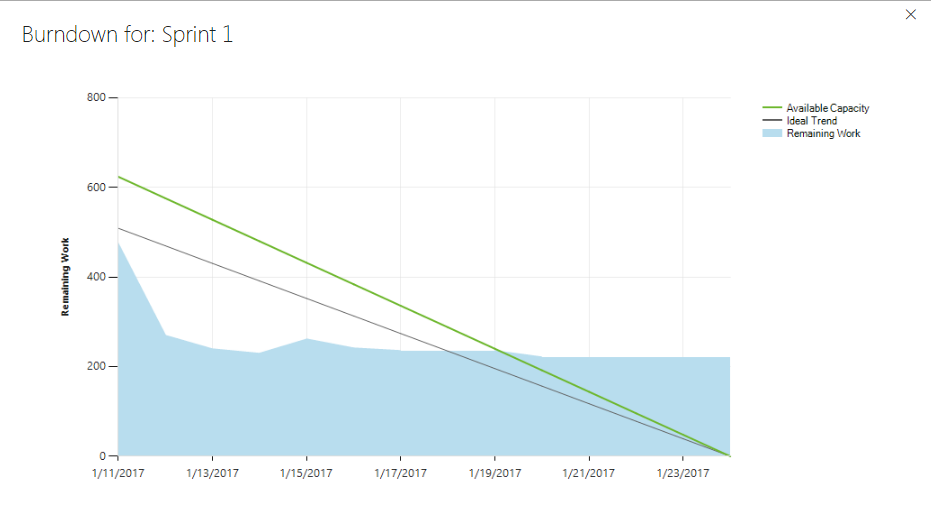 Burndown for: Sprint 1
800
600
400
200
0
Remaining Work
1/11/2017
1/13/2017
1/15/2017
1/17/2017
1/19/2017
1/21/2017
1/23/2017
Available Capacity
Ideal Trend
Remaining Work